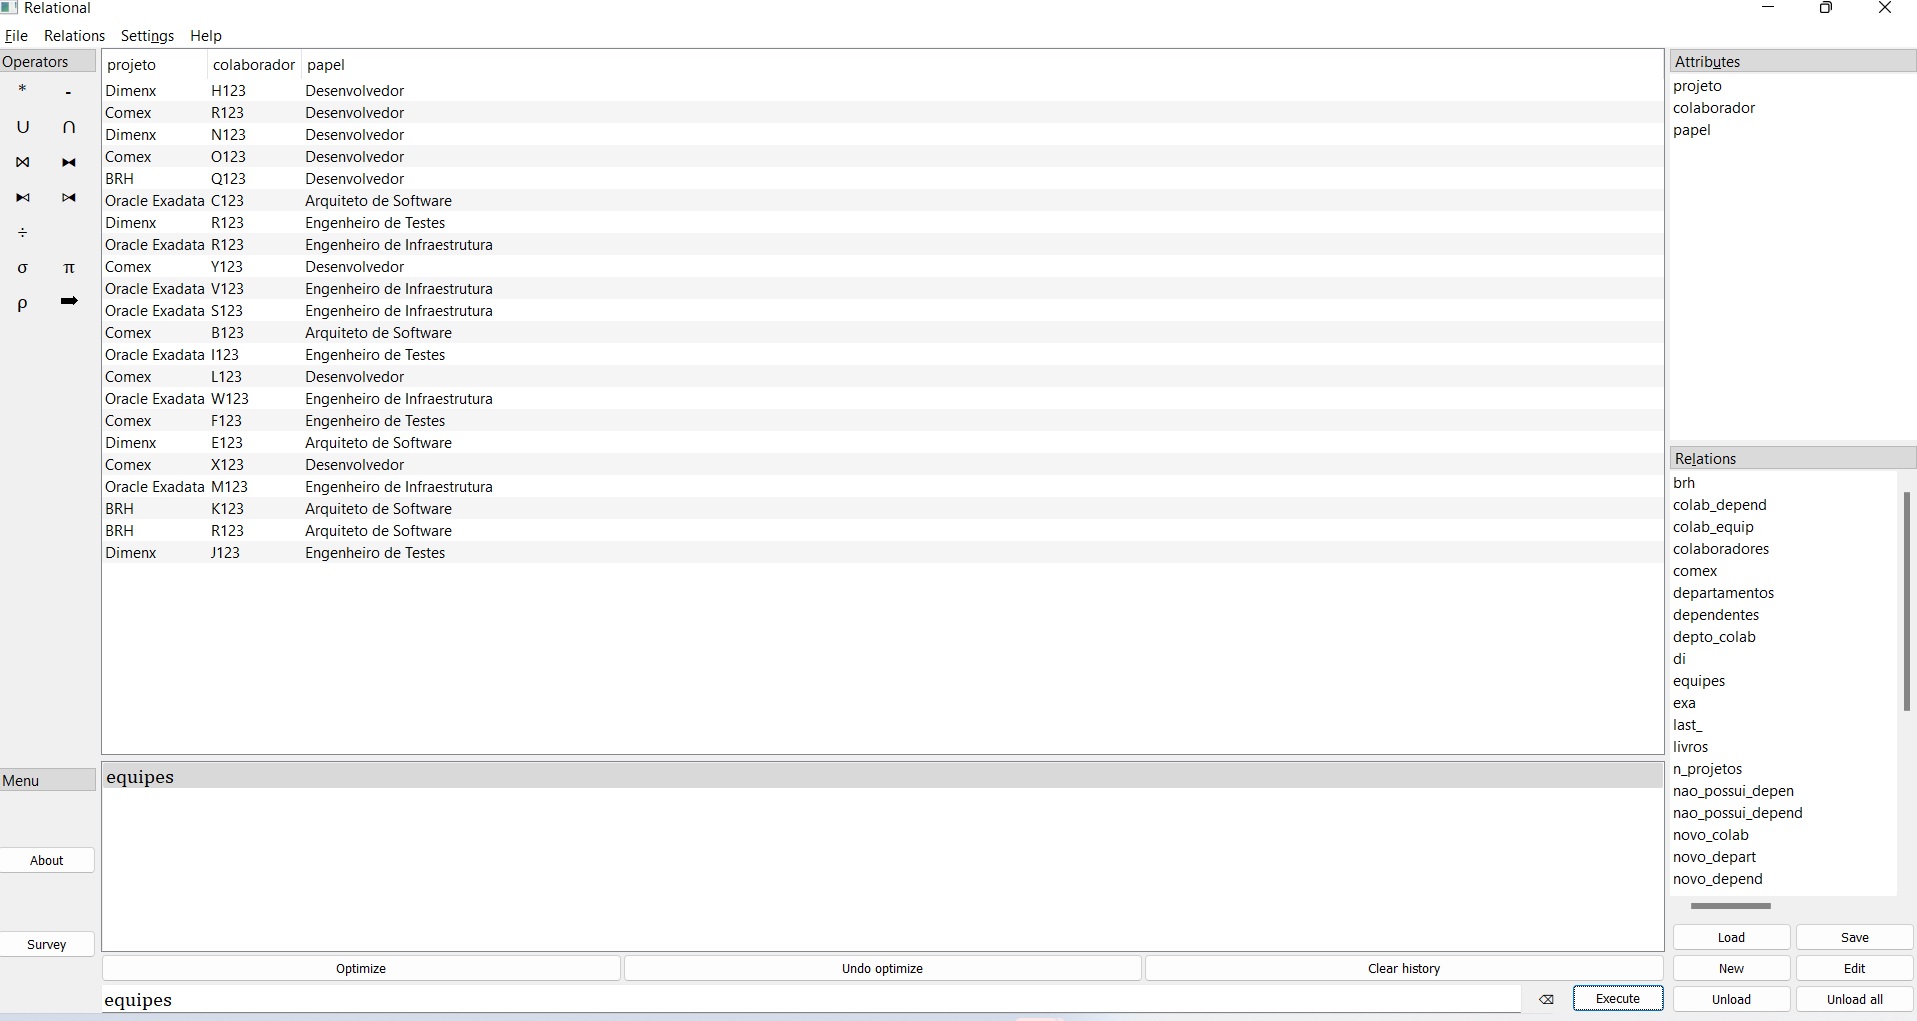 Relational
File Relations Settings Help
Operators
* -
∪ ∩
⋈ ⧓
⧑ ⧒
÷
σ π
ρ ➡
projeto colaborador papel
Dimenx H123 Desenvolvedor
Comex R123 Desenvolvedor
Dimenx N123 Desenvolvedor
Comex O123 Desenvolvedor
BRH Q123 Desenvolvedor
Oracle Exadata C123 Arquiteto de Software
Dimenx R123 Engenheiro de Testes
Oracle Exadata R123 Engenheiro de Infraestrutura
Comex Y123 Desenvolvedor
Oracle Exadata V123 Engenheiro de Infraestrutura
Oracle Exadata S123 Engenheiro de Infraestrutura
Comex B123 Arquiteto de Software
Oracle Exadata I123 Engenheiro de Testes
Comex L123 Desenvolvedor
Oracle Exadata W123 Engenheiro de Infraestrutura
Comex F123 Engenheiro de Testes
Dimenx E123 Arquiteto de Software
Comex X123 Desenvolvedor
Oracle Exadata M123 Engenheiro de Infraestrutura
BRH K123 Arquiteto de Software
BRH R123 Arquiteto de Software
Dimenx J123 Engenheiro de Testes
Attributes
projeto
colaborador
papel
Relations
brh
colab_depend
colab_equip
colaboradores
comex
departamentos
dependentes
depto_colab
di
equipes
exa
last_
livros
n_projetos
nao_possui_depen
nao_possui_depend
novo_colab
novo_depart
novo_depend
Menu
About
Survey
equipes
Optimize Undo optimize Clear history
equipes
⌫ Execute
Load Save
New Edit
Unload Unload all